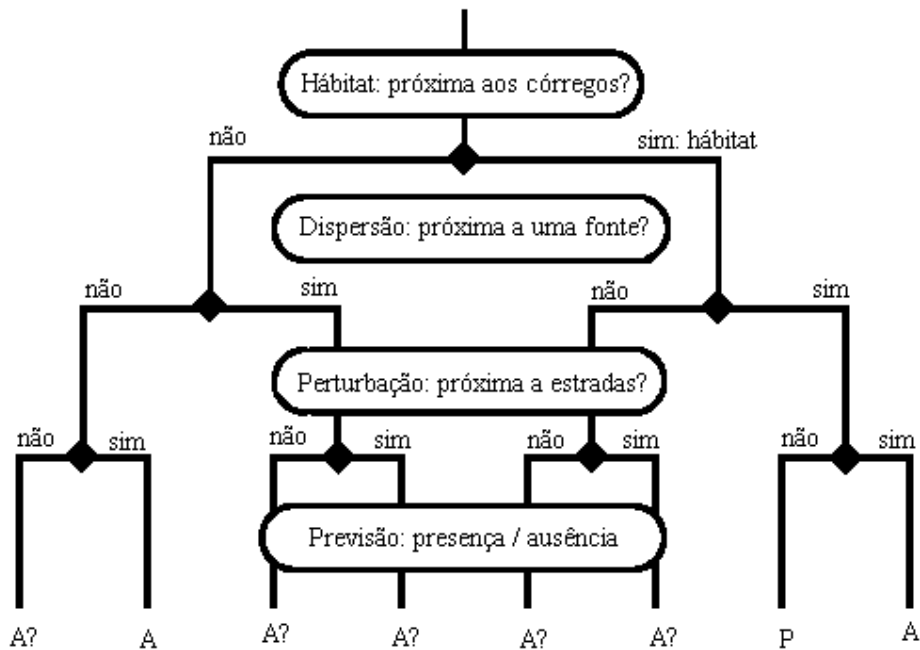 Hábitat: próxima aos córregos?
não
sim: hábitat
Dispersão: próxima a uma fonte?
não
sim
não
sim
Perturbação: próxima a estradas?
não
sim
não
sim
não
sim
não
sim
Previsão: presença / ausência
A?
A
A?
A?
A?
A?
P
A